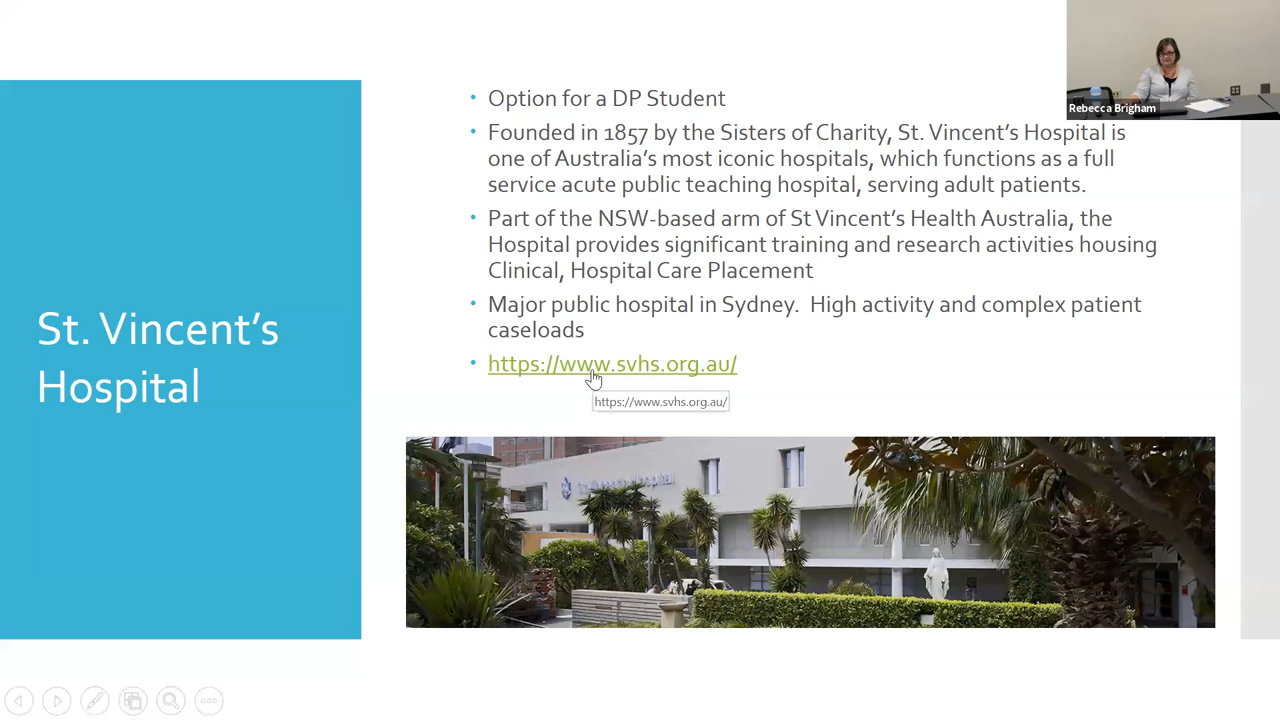 Rebecca Brigham
St. Vincent's
Hospital
Option for a DP Student
Founded in 1857 by the Sisters of Charity, St. Vincent's Hospital is
one of Australia's most iconic hospitals, which functions as a full
service acute public teaching hospital, serving adult patients.
Part of the NSW-based arm of St Vincent's Health Australia, the
Hospital provides significant training and research activities housing
Clinical, Hospital Care Placement
Major public hospital in Sydney.  High activity and complex patient
caseloads
https://www.svhs.org.au/
https://www.svhs.org.au/